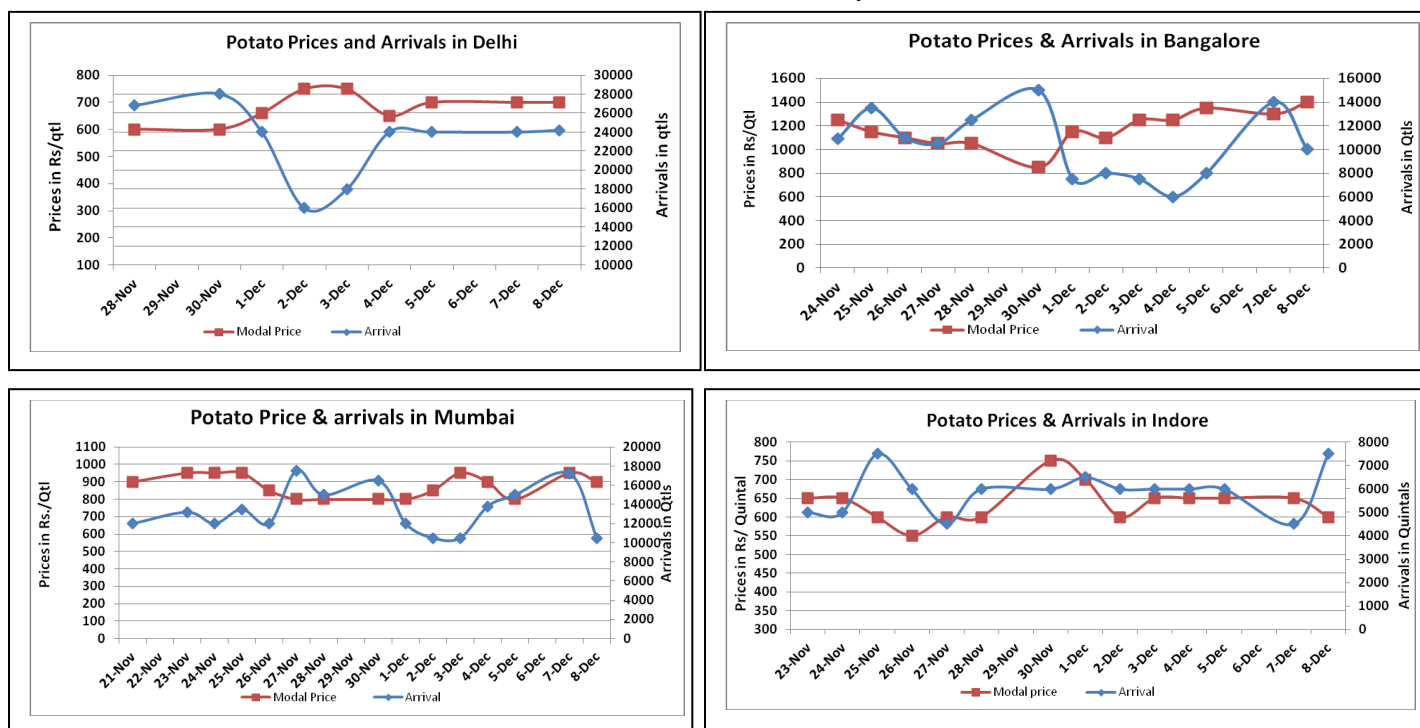 Potato Prices and Arrivals in Delhi
Prices in Rs/qtl
800
700
600
500
400
300
200
100
30000
28000
26000
24000
22000
20000
18000
16000
14000
12000
10000
Arrivals in qtls
28-Nov
29-Nov
30-Nov
1-Dec
2-Dec
3-Dec
4-Dec
5-Dec
6-Dec
7-Dec
8-Dec
Modal Price
Arrival
Potato Prices & Arrivals in Bangalore
Prices in Rs/Qtl
1600
1400
1200
1000
800
600
400
200
0
16000
14000
12000
10000
8000
6000
4000
2000
0
Arrivals in Qtls
24-Nov
25-Nov
26-Nov
27-Nov
28-Nov
29-Nov
30-Nov
1-Dec
2-Dec
3-Dec
4-Dec
5-Dec
6-Dec
7-Dec
8-Dec
Modal Price
Arrival
Potato Price & arrivals in Mumbai
Prices in Rs./Qtl
1100
1000
900
800
700
600
500
400
300
200
100
0
20000
18000
16000
14000
12000
10000
8000
6000
4000
2000
0
Arrivals in Qtls
21-Nov
22-Nov
23-Nov
24-Nov
25-Nov
26-Nov
27-Nov
28-Nov
29-Nov
30-Nov
1-Dec
2-Dec
3-Dec
4-Dec
5-Dec
6-Dec
7-Dec
8-Dec
Modal Price
Arrival
Potato Prices & Arrivals in Indore
Prices in Rs/ Quintal
800
750
700
650
600
550
500
450
400
350
300
8000
7000
6000
5000
4000
3000
2000
1000
0
Arrivals in Quintals
23-Nov
24-Nov
25-Nov
26-Nov
27-Nov
28-Nov
29-Nov
30-Nov
1-Dec
2-Dec
3-Dec
4-Dec
5-Dec
6-Dec
7-Dec
8-Dec
Modal price
Arrival